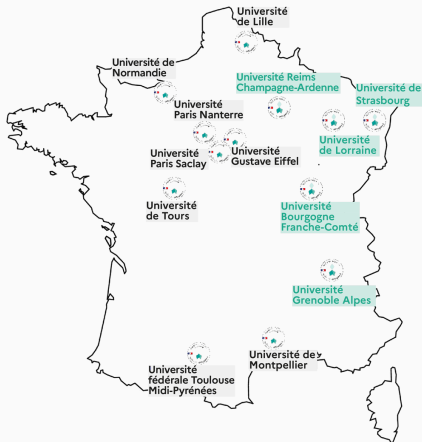 Université
de Lille
Université de
Normandie
Université Reims
Champagne-Ardenne
Université de
Strasbourg
Université
Paris Nanterre
Université
de Lorraine
Université
Paris Saclay
Université
Gustave Eiffel
Université
de Tours
Université
Bourgogne
Franche-Comté
Université
Grenoble Alpes
Université de
Montpellier
Université
fédérale Toulouse
Midi-Pyrénées